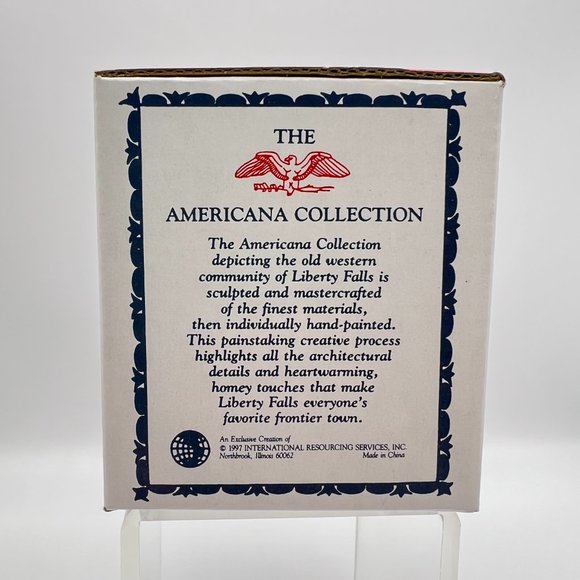 THE
AMERICANA COLLECTION
The Americana Collection
depicting the old western
community of Liberty Falls is
sculpted and mastercrafted
of the finest materials,
then individually hand-painted.
This painstaking creative process
highlights all the architectural
details and heartwarming,
homey touches that make
Liberty Falls everyone's
favorite frontier town.
An Exclusive Creation of
© 1997 INTERNATIONAL RESOURCING SERVICES, INC.
Northbrook, Illinois 60062 Made in China